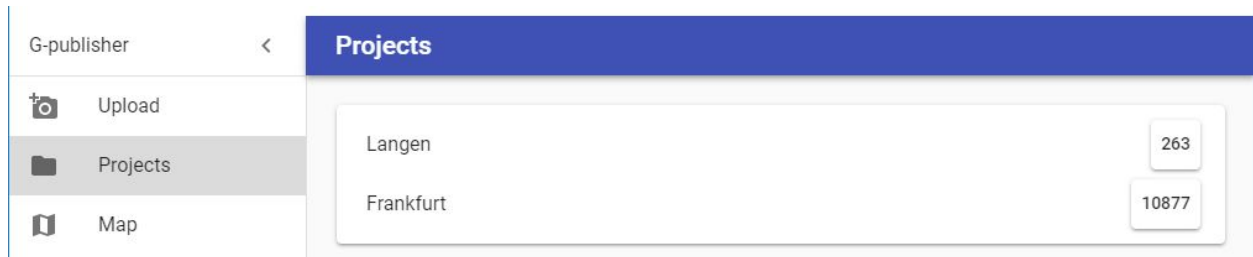 G-publisher
Projects
Upload
Projects
Map
Langen 263
Frankfurt 10877